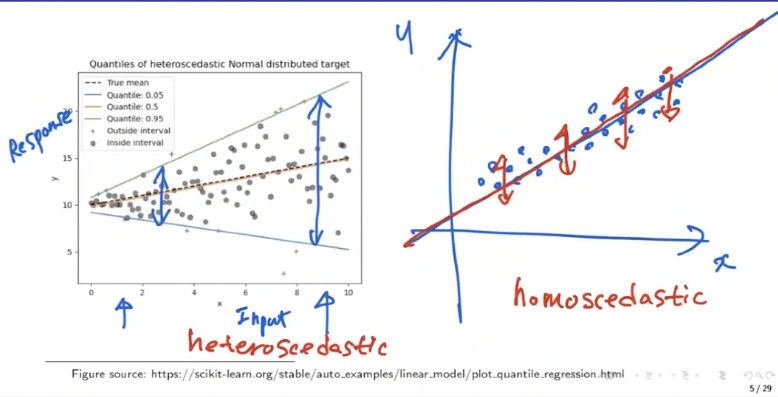 Quantiles of heteroscedastic Normal distributed target
True mean
Quantile: 0.05
Quantile: 0.5
Quantile: 0.95
Outside interval
Inside interval
20
15
10
5
y
0 2 4 6 8 10
x
Response
Input
heteroscedastic
y
x
homoscedastic
Figure source: https://scikit-learn.org/stable/auto_examples/linear_model/plot_quantile_regression.html
5 / 29